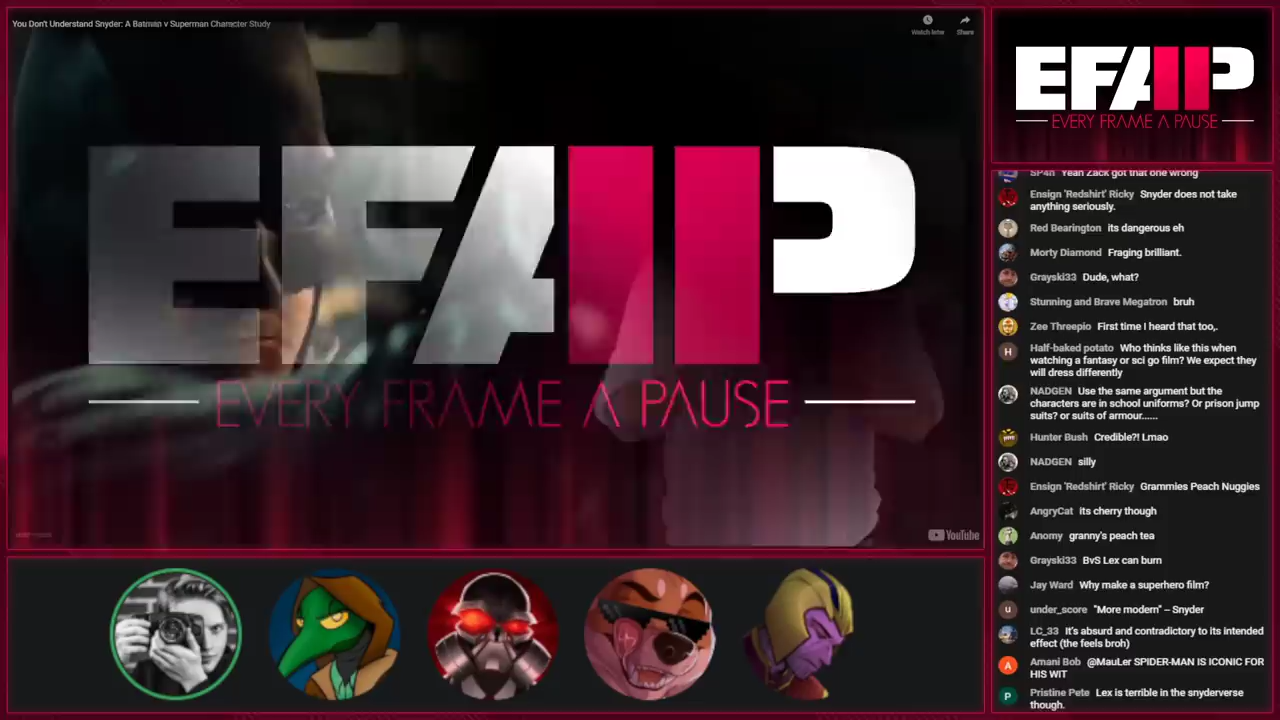 You Don't Understand Snyder: A Batman v Superman Character Study
Watch later
Share
EFAP
EVERY FRAME A PAUSE
YouTube
EFAP
EVERY FRAME A PAUSE
SP4n Yeah Zack got that one wrong
Ensign 'Redshirt' Ricky Snyder does not take
anything seriously.
Red Bearington its dangerous eh
Morty Diamond Fraging brilliant.
Grayski33 Dude, what?
Stunning and Brave Megatron bruh
Zee Threepio First time I heard that too,.
H
Half-baked potato Who thinks like this when
watching a fantasy or sci go film? We expect they
will dress differently
NADGEN Use the same argument but the
characters are in school uniforms? Or prison jump
suits? or suits of armour......
Hunter Bush Credible?! Lmao
NADGEN silly
Ensign 'Redshirt' Ricky Grammies Peach Nuggies
AngryCat its cherry though
Anomy granny's peach tea
Grayski33 BvS Lex can burn
Jay Ward Why make a superhero film?
u
under_score "More modern" – Snyder
LC_33 It's absurd and contradictory to its intended
effect (the feels broh)
A
Amani Bob @MauLer SPIDER-MAN IS ICONIC FOR
HIS WIT
P
Pristine Pete Lex is terrible in the snyderverse
though.